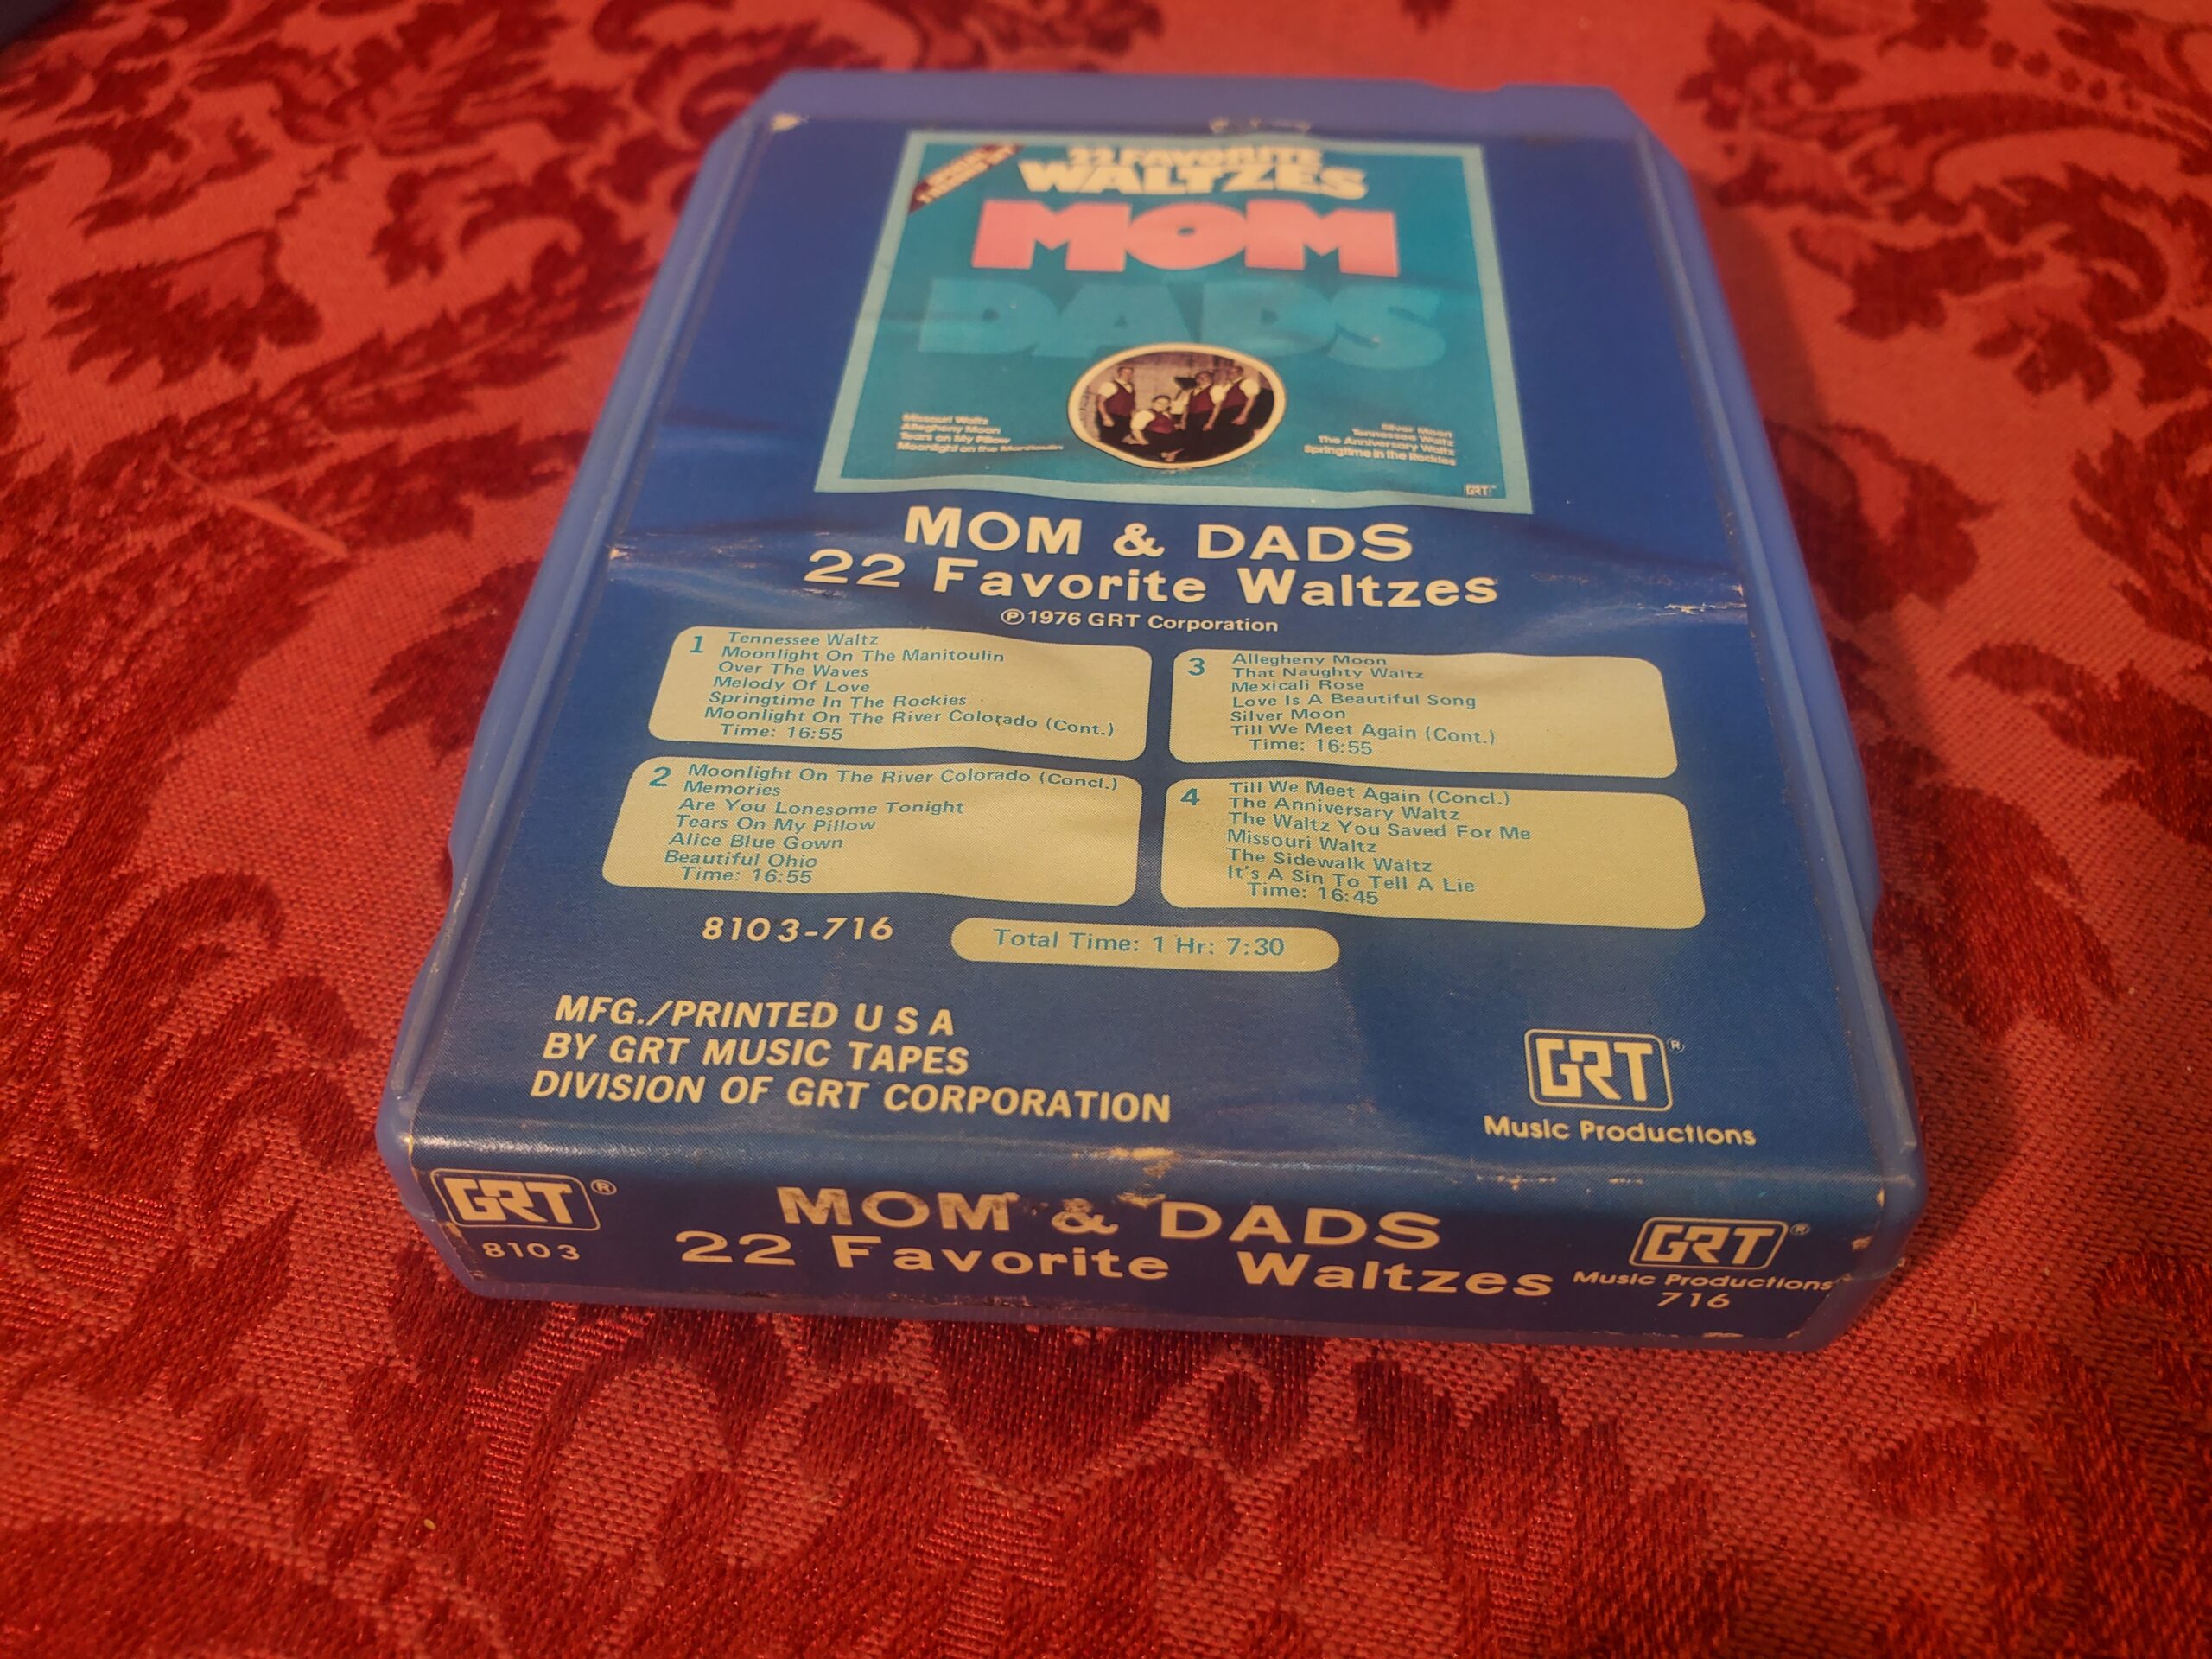 22 FAVORITE
WALTZES
MOM
DADS
Missouri Waltz
Allegheny Moon
Tears on My Pillow
Moonlight on the Manitoulin
Silver Moon
Tennessee Waltz
The Anniversary Waltz
Springtime in the Rockies
GRT
MOM & DADS
22 Favorite Waltzes
Ⓟ1976 GRT Corporation
1 Tennessee Waltz
Moonlight On The Manitoulin
Over The Waves
Melody Of Love
Springtime In The Rockies
Moonlight On The River Colorado (Cont.)
Time: 16:55
2 Moonlight On The River Colorado (Concl.)
Memories
Are You Lonesome Tonight
Tears On My Pillow
Alice Blue Gown
Beautiful Ohio
Time: 16:55
3 Allegheny Moon
That Naughty Waltz
Mexicali Rose
Love Is A Beautiful Song
Silver Moon
Till We Meet Again (Cont.)
Time: 16:55
4 Till We Meet Again (Concl.)
The Anniversary Waltz
The Waltz You Saved For Me
Missouri Waltz
The Sidewalk Waltz
It's A Sin To Tell A Lie
Time: 16:45
8103-716
Total Time: 1 Hr: 7:30
MFG./PRINTED U S A
BY GRT MUSIC TAPES
DIVISION OF GRT CORPORATION
GRT®
Music Productions
GRT®
8103
MOM & DADS
22 Favorite Waltzes
GRT®
Music Productions
716